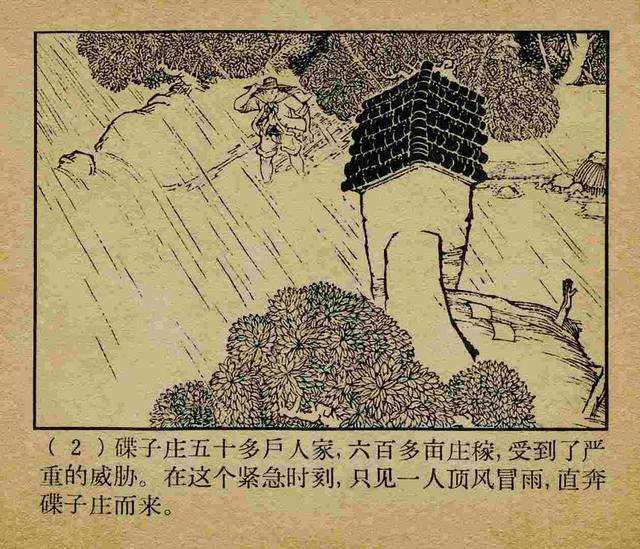 （2）碟子庄五十多戶人家，六百多亩庄稼，受到了严
重的威胁。在这个紧急时刻，只见一人顶风冒雨，直奔
碟子庄而来。